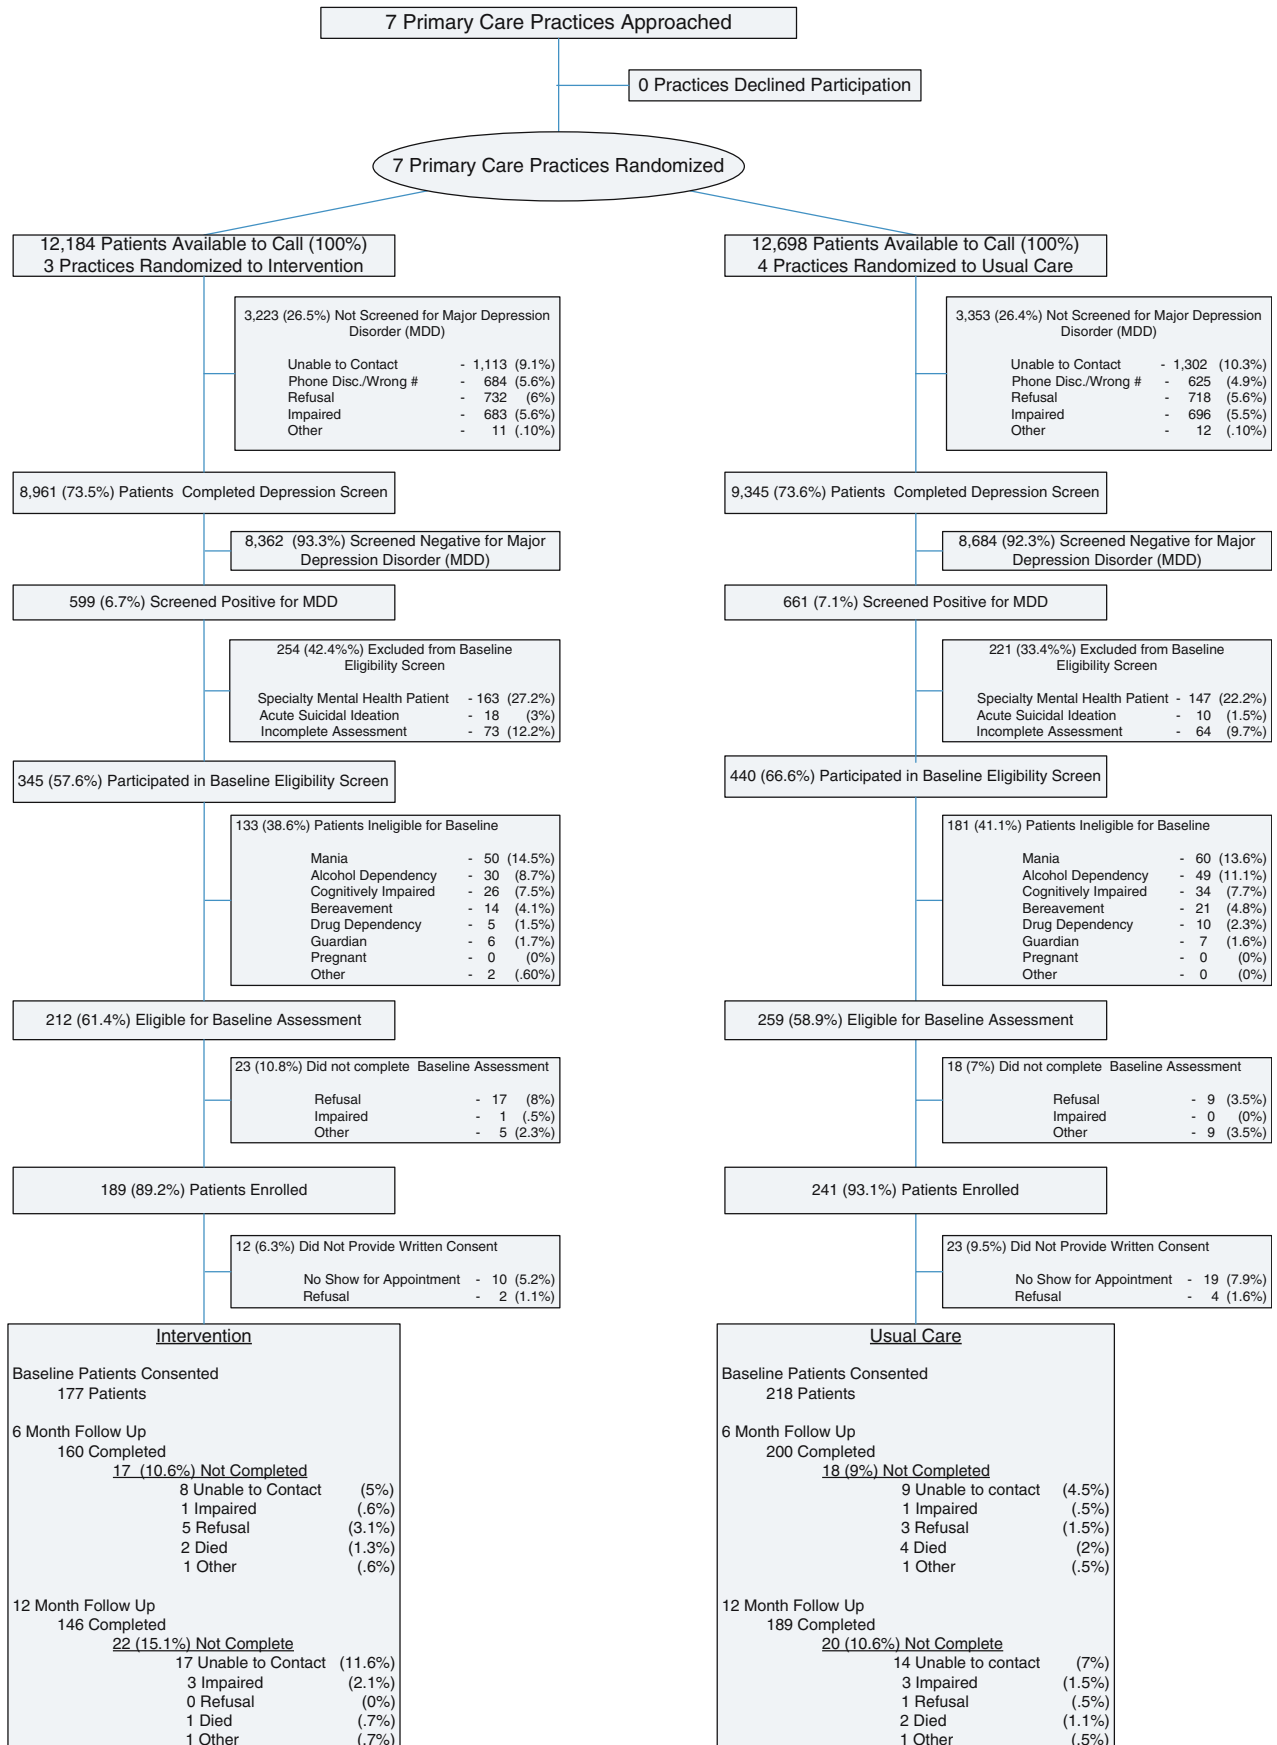 7 Primary Care Practices Approached
0 Practices Declined Participation
7 Primary Care Practices Randomized
12,184 Patients Available to Call (100%)
3 Practices Randomized to Intervention
3,223 (26.5%) Not Screened for Major Depression
Disorder (MDD)
Unable to Contact - 1,113 (9.1%)
Phone Disc./Wrong # - 684 (5.6%)
Refusal - 732 (6%)
Impaired - 683 (5.6%)
Other - 11 (.10%)
8,961 (73.5%) Patients Completed Depression Screen
8,362 (93.3%) Screened Negative for Major
Depression Disorder (MDD)
599 (6.7%) Screened Positive for MDD
254 (42.4%%) Excluded from Baseline
Eligibility Screen
Specialty Mental Health Patient - 163 (27.2%)
Acute Suicidal Ideation - 18 (3%)
Incomplete Assessment - 73 (12.2%)
345 (57.6%) Participated in Baseline Eligibility Screen
133 (38.6%) Patients Ineligible for Baseline
Mania - 50 (14.5%)
Alcohol Dependency - 30 (8.7%)
Cognitively Impaired - 26 (7.5%)
Bereavement - 14 (4.1%)
Drug Dependency - 5 (1.5%)
Guardian - 6 (1.7%)
Pregnant - 0 (0%)
Other - 2 (.60%)
212 (61.4%) Eligible for Baseline Assessment
23 (10.8%) Did not complete Baseline Assessment
Refusal - 17 (8%)
Impaired - 1 (.5%)
Other - 5 (2.3%)
189 (89.2%) Patients Enrolled
12 (6.3%) Did Not Provide Written Consent
No Show for Appointment - 10 (5.2%)
Refusal - 2 (1.1%)
Intervention
Baseline Patients Consented
177 Patients
6 Month Follow Up
160 Completed
17 (10.6%) Not Completed
8 Unable to Contact (5%)
1 Impaired (.6%)
5 Refusal (3.1%)
2 Died (1.3%)
1 Other (.6%)
12 Month Follow Up
146 Completed
22 (15.1%) Not Complete
17 Unable to Contact (11.6%)
3 Impaired (2.1%)
0 Refusal (0%)
1 Died (.7%)
1 Other (.7%)
12,698 Patients Available to Call (100%)
4 Practices Randomized to Usual Care
3,353 (26.4%) Not Screened for Major Depression
Disorder (MDD)
Unable to Contact - 1,302 (10.3%)
Phone Disc./Wrong # - 625 (4.9%)
Refusal - 718 (5.6%)
Impaired - 696 (5.5%)
Other - 12 (.10%)
9,345 (73.6%) Patients Completed Depression Screen
8,684 (92.3%) Screened Negative for Major
Depression Disorder (MDD)
661 (7.1%) Screened Positive for MDD
221 (33.4%%) Excluded from Baseline
Eligibility Screen
Specialty Mental Health Patient - 147 (22.2%)
Acute Suicidal Ideation - 10 (1.5%)
Incomplete Assessment - 64 (9.7%)
440 (66.6%) Participated in Baseline Eligibility Screen
181 (41.1%) Patients Ineligible for Baseline
Mania - 60 (13.6%)
Alcohol Dependency - 49 (11.1%)
Cognitively Impaired - 34 (7.7%)
Bereavement - 21 (4.8%)
Drug Dependency - 10 (2.3%)
Guardian - 7 (1.6%)
Pregnant - 0 (0%)
Other - 0 (0%)
259 (58.9%) Eligible for Baseline Assessment
18 (7%) Did not complete Baseline Assessment
Refusal - 9 (3.5%)
Impaired - 0 (0%)
Other - 9 (3.5%)
241 (93.1%) Patients Enrolled
23 (9.5%) Did Not Provide Written Consent
No Show for Appointment - 19 (7.9%)
Refusal - 4 (1.6%)
Usual Care
Baseline Patients Consented
218 Patients
6 Month Follow Up
200 Completed
18 (9%) Not Completed
9 Unable to contact (4.5%)
1 Impaired (.5%)
3 Refusal (1.5%)
4 Died (2%)
1 Other (.5%)
12 Month Follow Up
189 Completed
20 (10.6%) Not Complete
14 Unable to contact (7%)
3 Impaired (1.5%)
1 Refusal (.5%)
2 Died (1.1%)
1 Other (.5%)